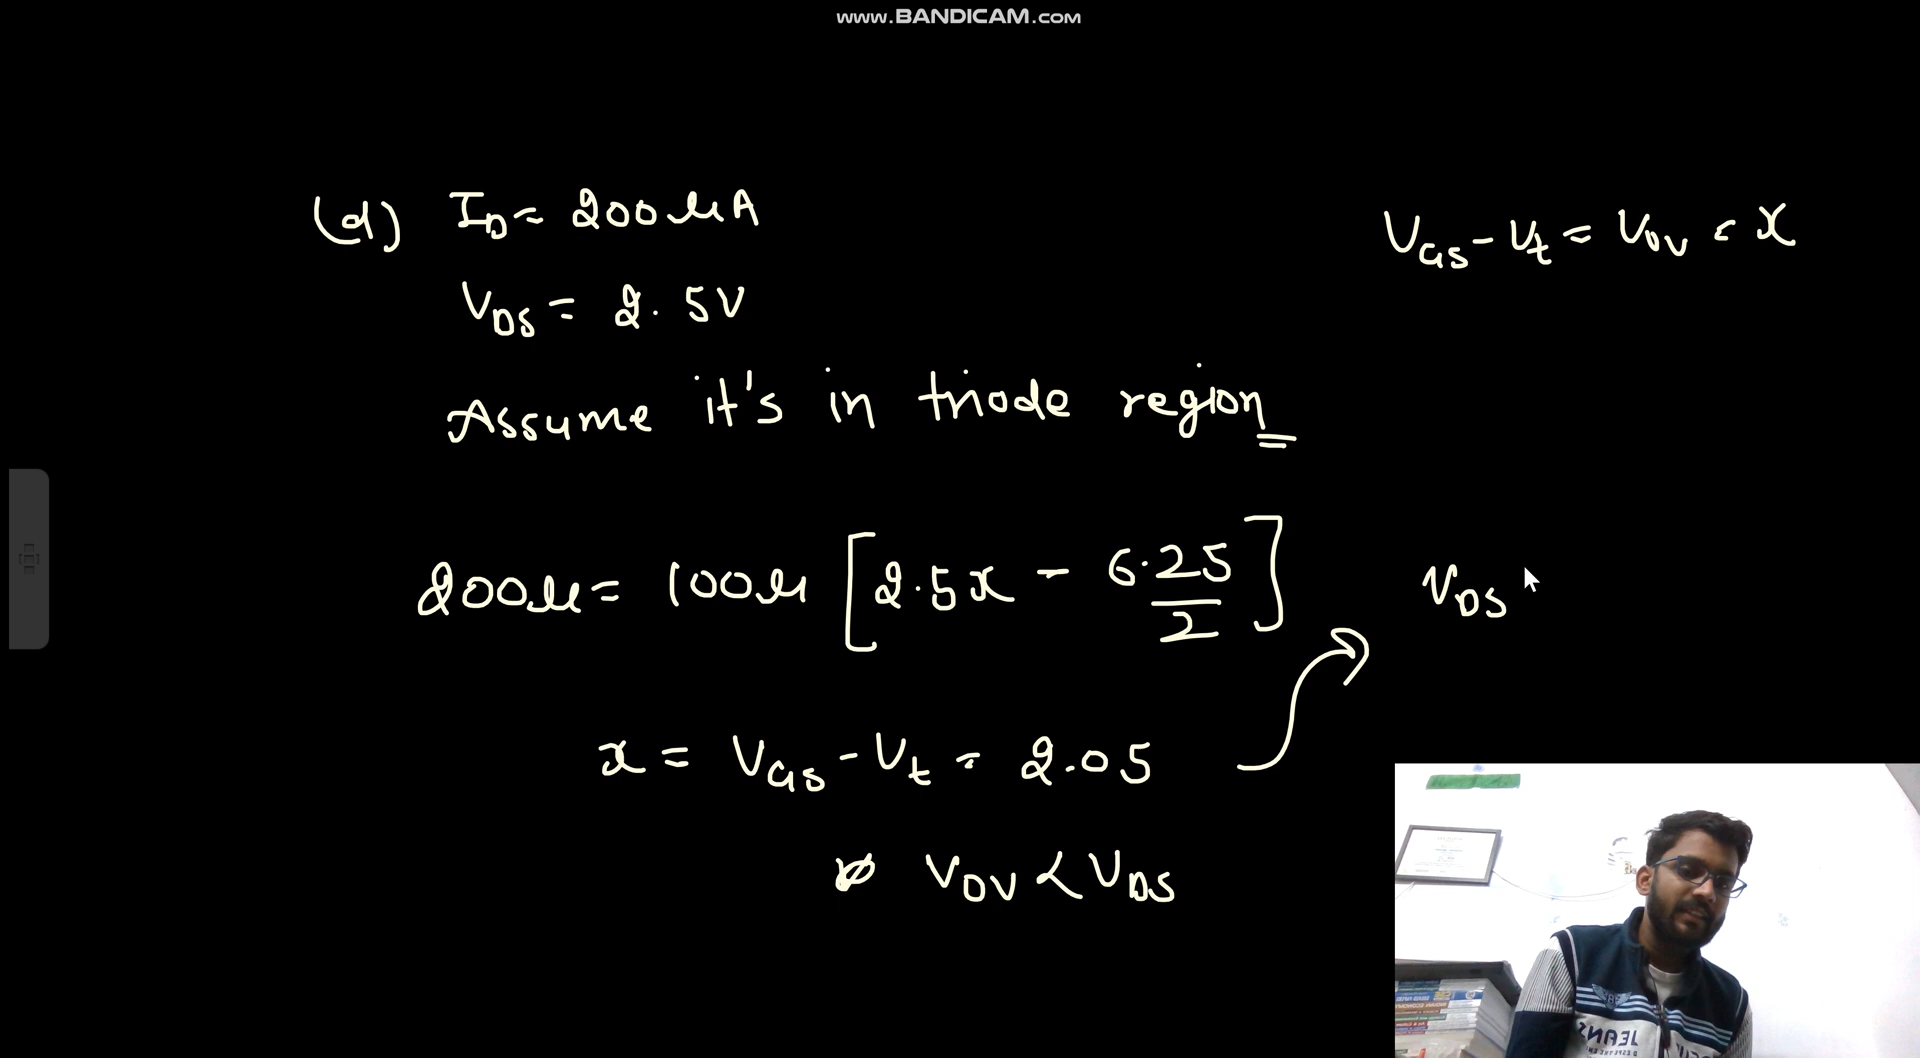 www.BANDICAM.com
(d) I_D = 200 μA
V_GS - V_t = V_OV = x
V_DS = 2.5V
Assume it's in triode region
200μ = 100μ [2.5x - 6.25/2]
V_DS
x = V_GS - V_t = 2.05
V_OV < V_DS
JEANS